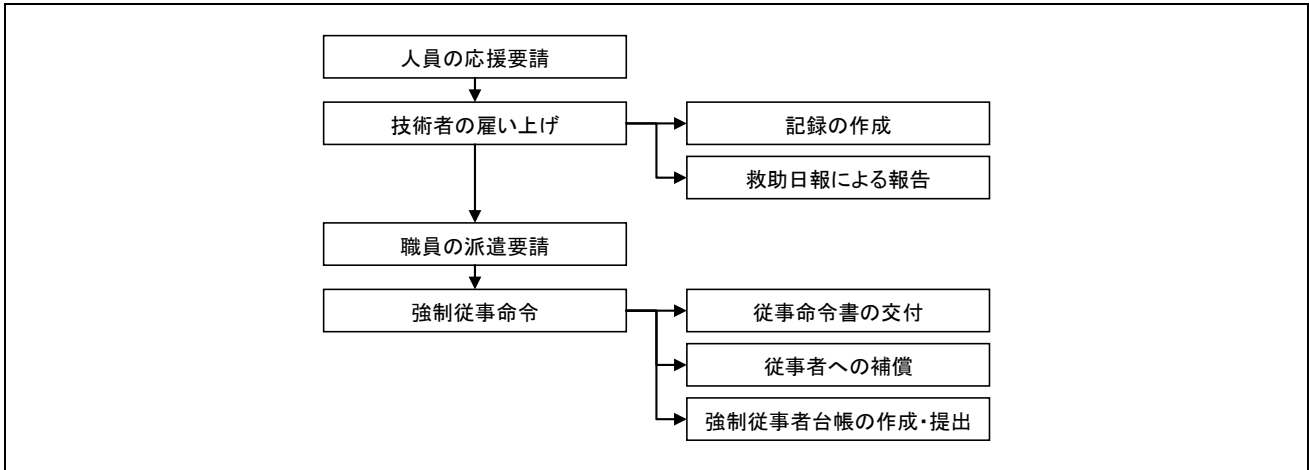 人員の応援要請
技術者の雇い上げ
記録の作成
救助日報による報告
職員の派遣要請
強制従事命令
従事命令書の交付
従事者への補償
強制従事者台帳の作成・提出